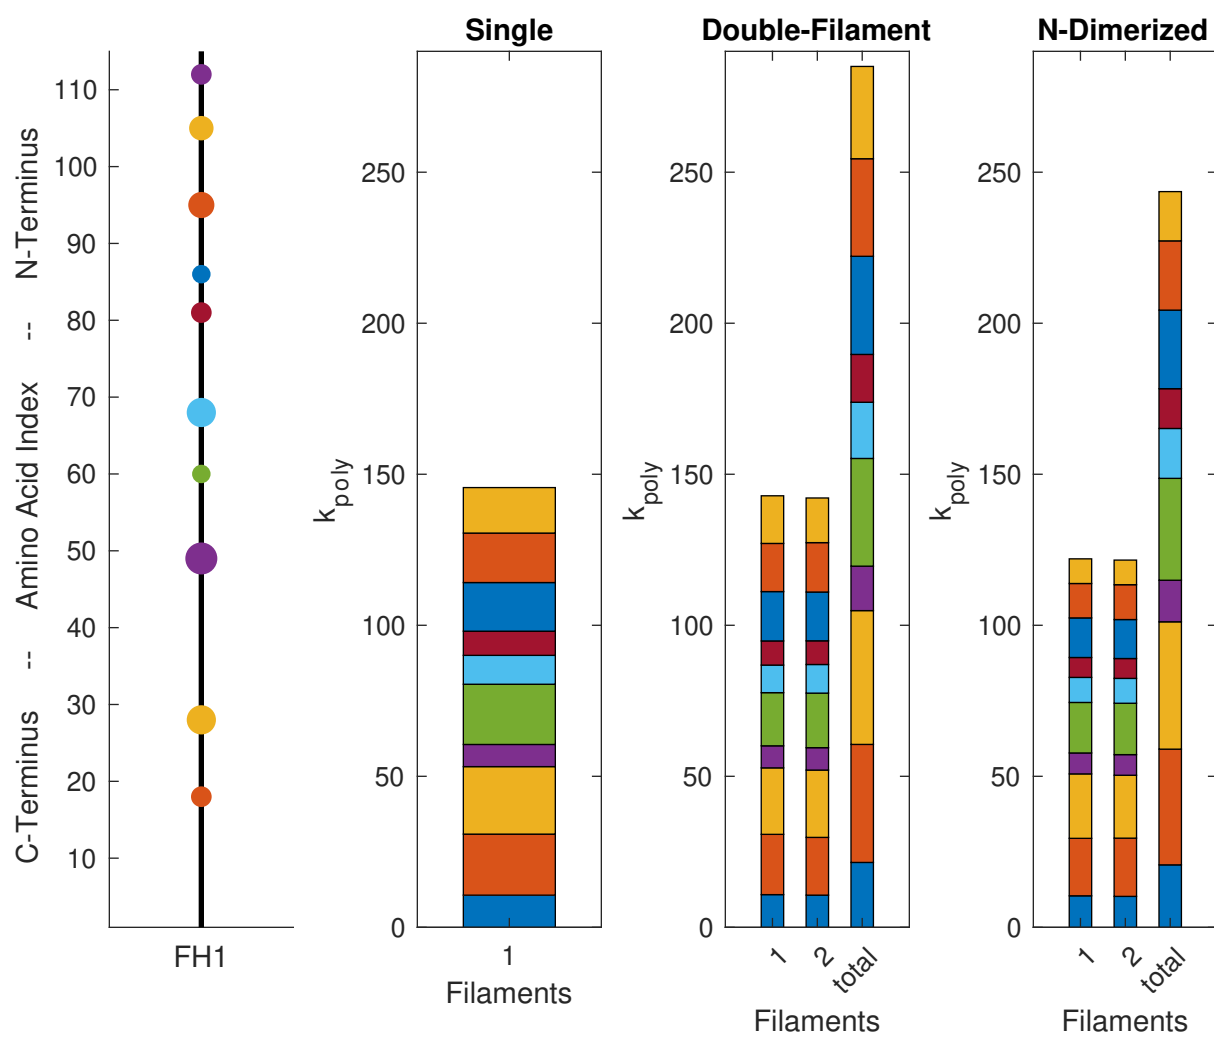 Single
Double-Filament
N-Dimerized
C-Terminus -- Amino Acid Index -- N-Terminus
110
100
90
80
70
60
50
40
30
20
10
FH1
k_poly
250
200
150
100
50
0
1
Filaments
k_poly
250
200
150
100
50
0
1
2
total
Filaments
k_poly
250
200
150
100
50
0
1
2
total
Filaments